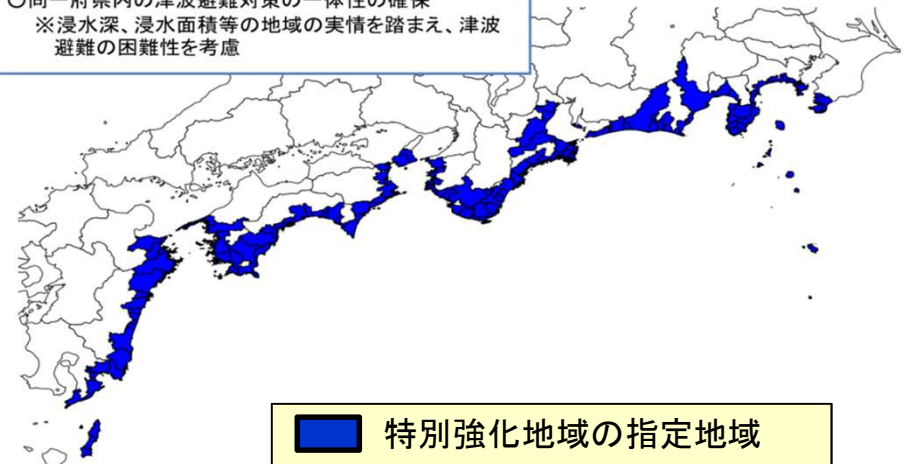 ○同一府県内の津波避難対策の一体性の確保
※浸水深、浸水面積等の地域の実情を踏まえ、津波
避難の困難性を考慮
特別強化地域の指定地域